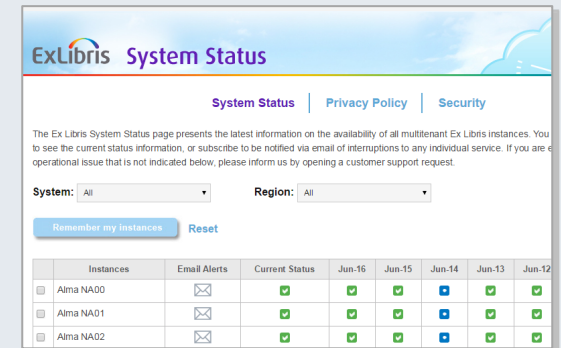 ExLibris System Status
System Status | Privacy Policy | Security
The Ex Libris System Status page presents the latest information on the availability of all multitenant Ex Libris instances. You
to see the current status information, or subscribe to be notified via email of interruptions to any individual service. If you are e
operational issue that is not indicated below, please inform us by opening a customer support request.
System: All Region: All
Remember my instances Reset
Instances Email Alerts Current Status Jun-16 Jun-15 Jun-14 Jun-13 Jun-12
Alma NA00
Alma NA01
Alma NA02